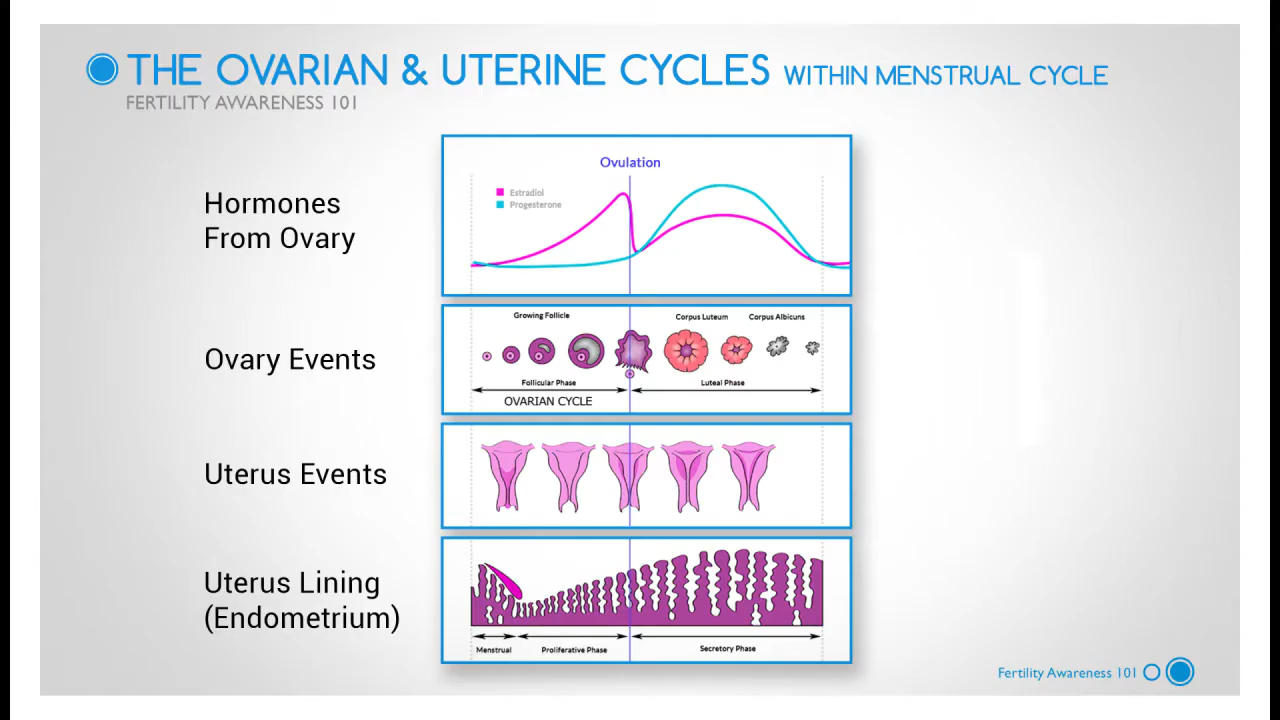 THE OVARIAN & UTERINE CYCLES WITHIN MENSTRUAL CYCLE
FERTILITY AWARENESS 101
Hormones
From Ovary
Ovulation
Estradiol
Progesterone
Ovary Events
Growing Follicle
Corpus Luteum
Corpus Albicuns
Follicular Phase
Luteal Phase
OVARIAN CYCLE
Uterus Events
Uterus Lining
(Endometrium)
Menstrual
Proliferative Phase
Secretory Phase
Fertility Awareness 101